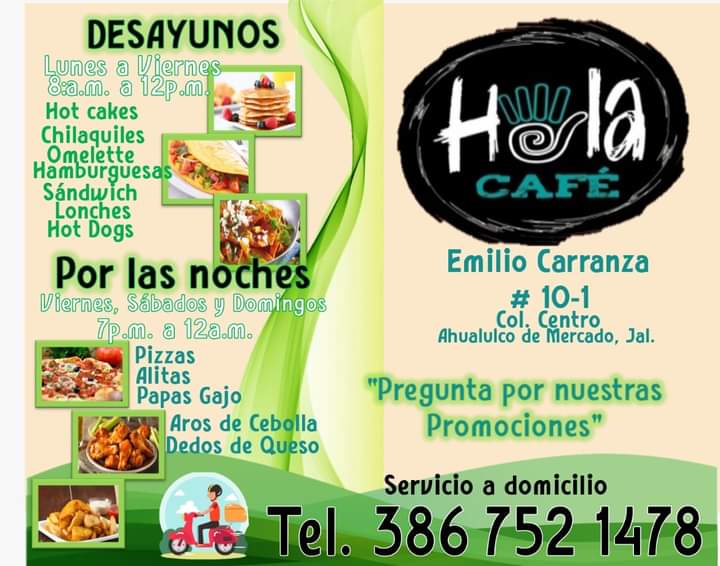 DESAYUNOS
Lunes a Viernes
8:a.m. a 12p.m.
Hot cakes
Chilaquiles
Omelette
Hamburguesas
Sándwich
Lonches
Hot Dogs
Por las noches
Viernes, Sábados y Domingos
7p.m. a 12a.m.
Pizzas
Alitas
Papas Gajo
Aros de Cebolla
Dedos de Queso
Hola
CAFÉ
Emilio Carranza
# 10-1
Col. Centro
Ahualulco de Mercado, Jal.
"Pregunta por nuestras
Promociones"
Servicio a domicilio
Tel. 386 752 1478